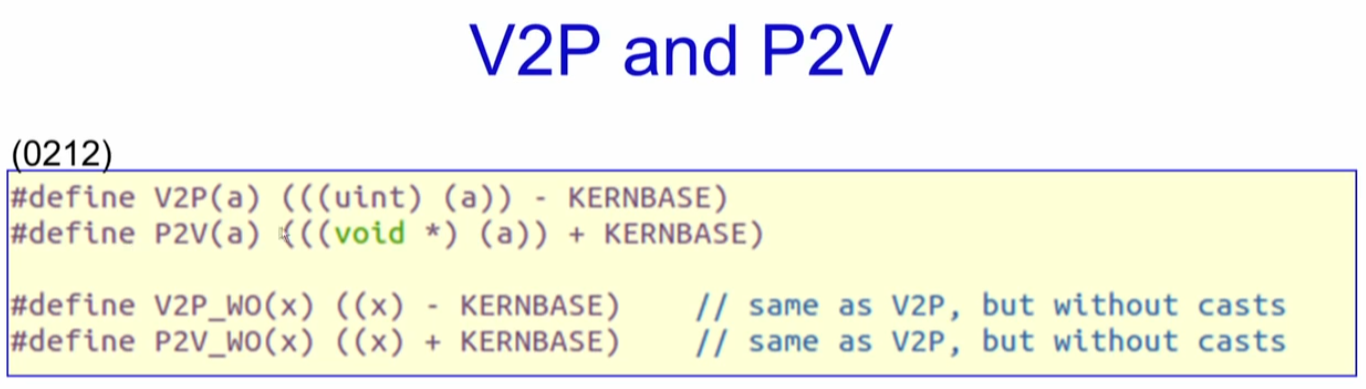 V2P and P2V
(0212)
#define V2P(a) (((uint) (a)) - KERNBASE)
#define P2V(a) (((void *) (a)) + KERNBASE)
#define V2P_WO(x) ((x) - KERNBASE)    // same as V2P, but without casts
#define P2V_WO(x) ((x) + KERNBASE)    // same as V2P, but without casts